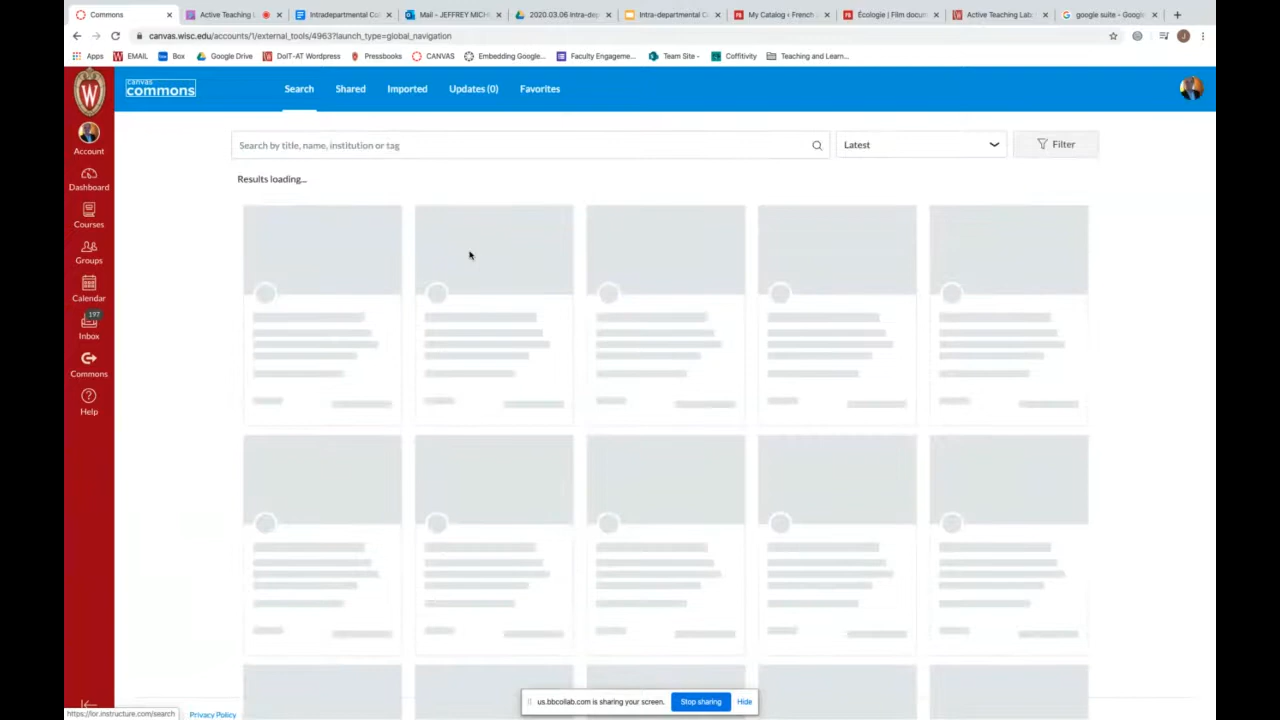 Commons
Active Teaching L
Intradepartmental Co
Mail – JEFFREY MICH
2020.03.06 Intra-dep
Intra-departmental C
My Catalog ‹ French
Écologie | Film docum
Active Teaching Lab:
google suite - Google
canvas.wisc.edu/accounts/1/external_tools/4963?launch_type=global_navigation
J
Apps
EMAIL
Box
Google Drive
DoIT-AT Wordpress
Pressbooks
CANVAS
Embedding Google...
Faculty Engageme...
Team Site -
Coffitivity
Teaching and Learn...
W
canvas
commons
Search
Shared
Imported
Updates (0)
Favorites
Account
Dashboard
Courses
Groups
Calendar
197
Inbox
Commons
Help
Search by title, name, institution or tag
Latest
Filter
Results loading...
us.bbcollab.com is sharing your screen.
Stop sharing
Hide
https://lor.instructure.com/search
Privacy Policy